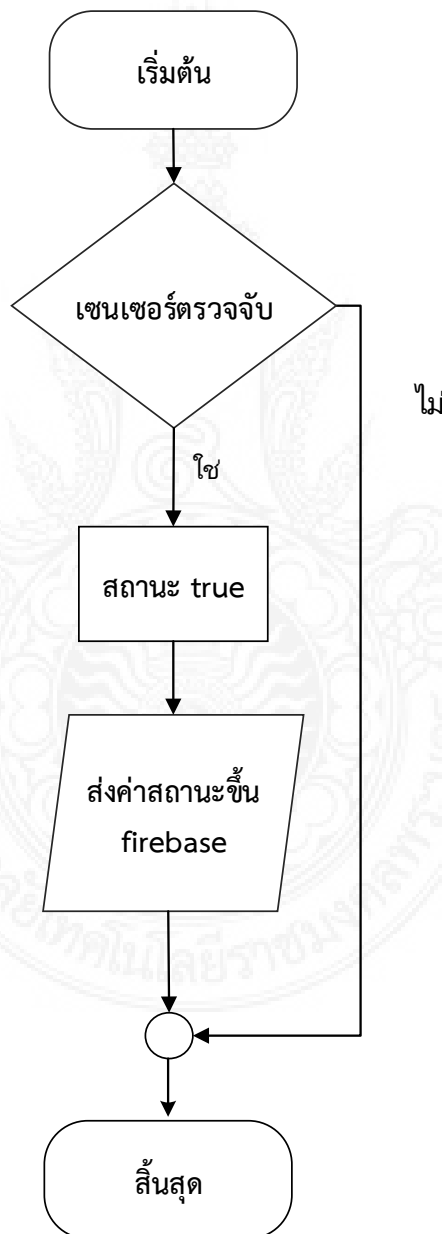 เริ่มต้น
เซนเซอร์ตรวจจับ
ไม่
ใช่
สถานะ true
ส่งค่าสถานะขึ้น
firebase
สิ้นสุด